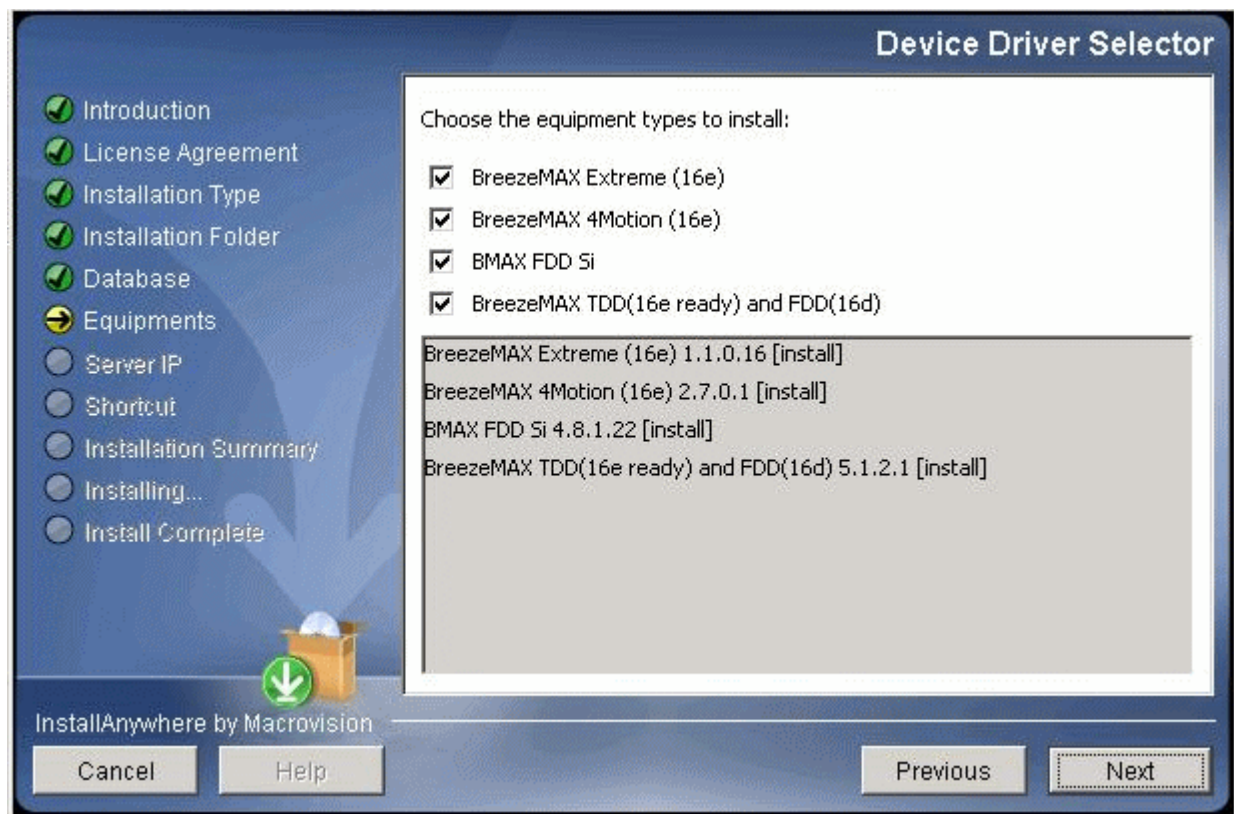 Device Driver Selector
Introduction
License Agreement
Installation Type
Installation Folder
Database
Equipments
Server IP
Shortcut
Installation Summary
Installing...
Install Complete
Choose the equipment types to install:
BreezeMAX Extreme (16e)
BreezeMAX 4Motion (16e)
BMAX FDD Si
BreezeMAX TDD(16e ready) and FDD(16d)
BreezeMAX Extreme (16e) 1.1.0.16 [install]
BreezeMAX 4Motion (16e) 2.7.0.1 [install]
BMAX FDD Si 4.8.1.22 [install]
BreezeMAX TDD(16e ready) and FDD(16d) 5.1.2.1 [install]
InstallAnywhere by Macrovision
Cancel
Help
Previous
Next